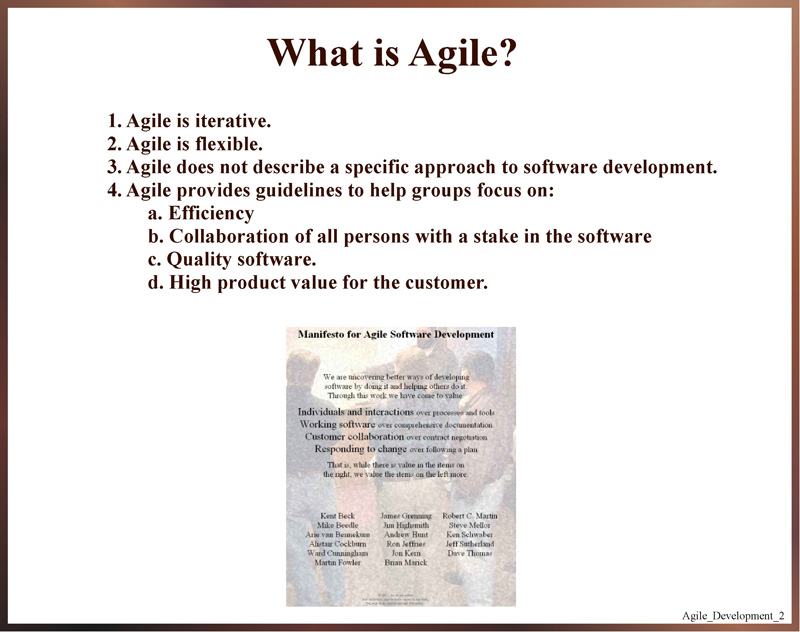 What is Agile?
1. Agile is iterative.
2. Agile is flexible.
3. Agile does not describe a specific approach to software development.
4. Agile provides guidelines to help groups focus on:
a. Efficiency
b. Collaboration of all persons with a stake in the software
c. Quality software.
d. High product value for the customer.
Manifesto for Agile Software Development
We are uncovering better ways of developing
software by doing it and helping others do it.
Through this work we have come to value
Individuals and interactions over processes and tools
Working software over comprehensive documentation
Customer collaboration over contract negotiation
Responding to change over following a plan
That is, while there is value in the items on
the right, we value the items on the left more.
Kent Beck James Grenning Robert C. Martin
Mike Beedle Jim Highsmith Steve Mellor
Arie van Bennekum Andrew Hunt Ken Schwaber
Alistair Cockburn Ron Jeffries Jeff Sutherland
Ward Cunningham Jon Kern Dave Thomas
Martin Fowler Brian Marick
Agile_Development_2